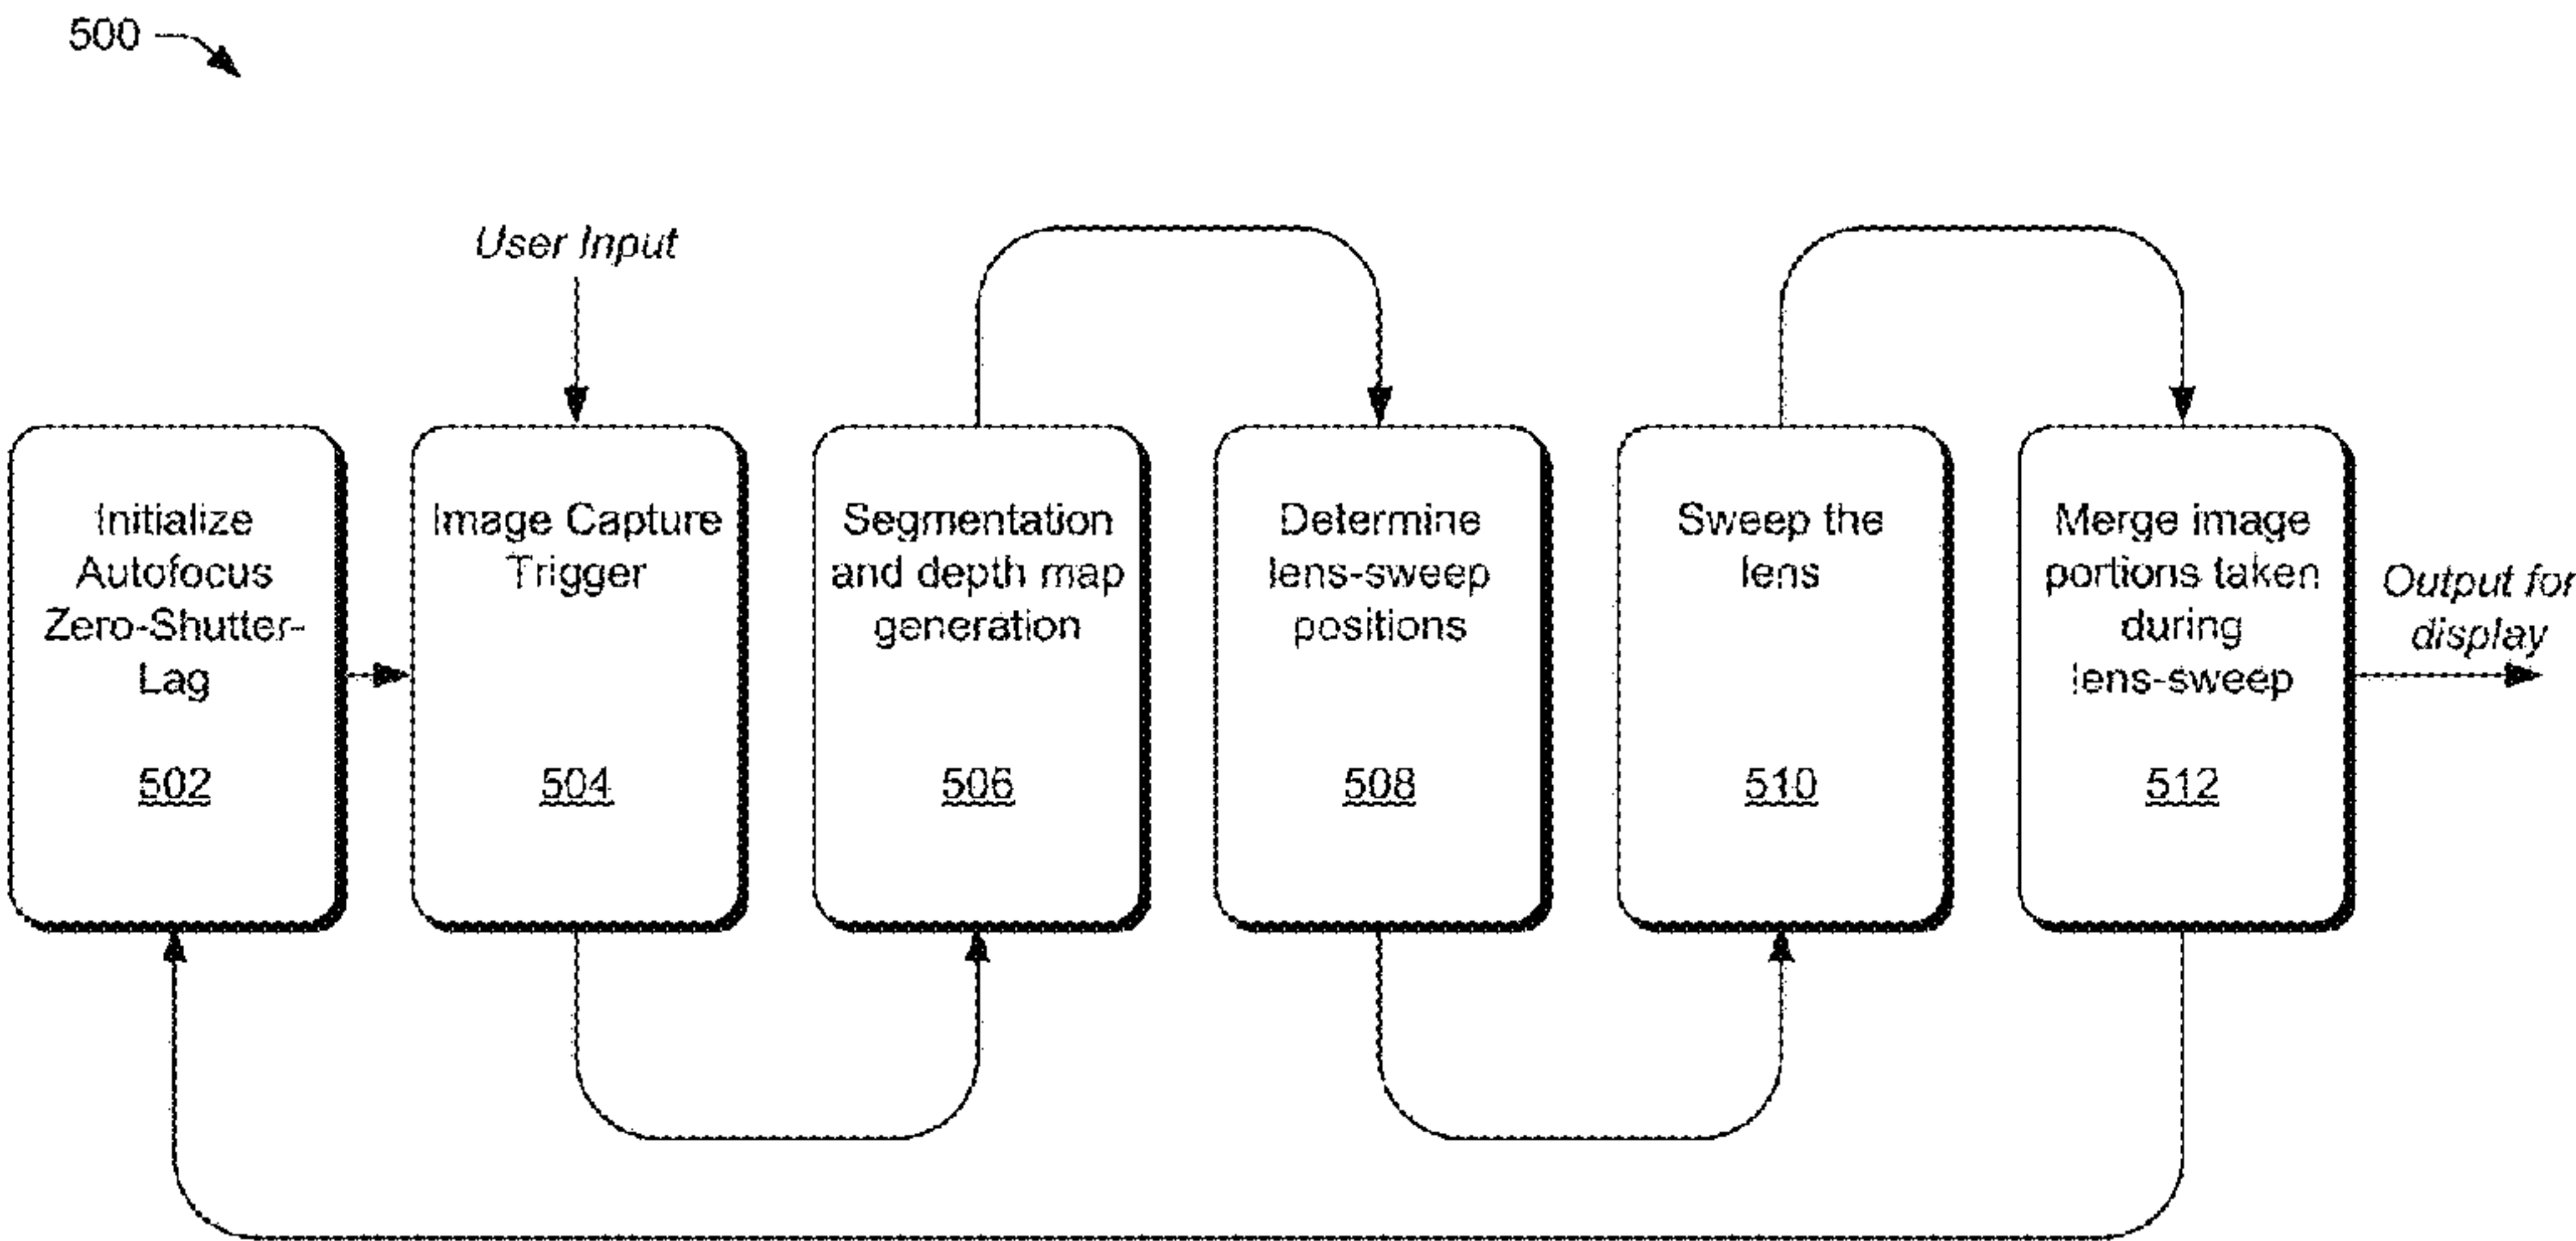 500
User Input
Initialize
Autofocus
Zero-Shutter-
Lag
502
Image Capture
Trigger
504
Segmentation
and depth map
generation
506
Determine
lens-sweep
positions
508
Sweep the
lens
510
Merge image
portions taken
during
lens-sweep
512
Output for
display